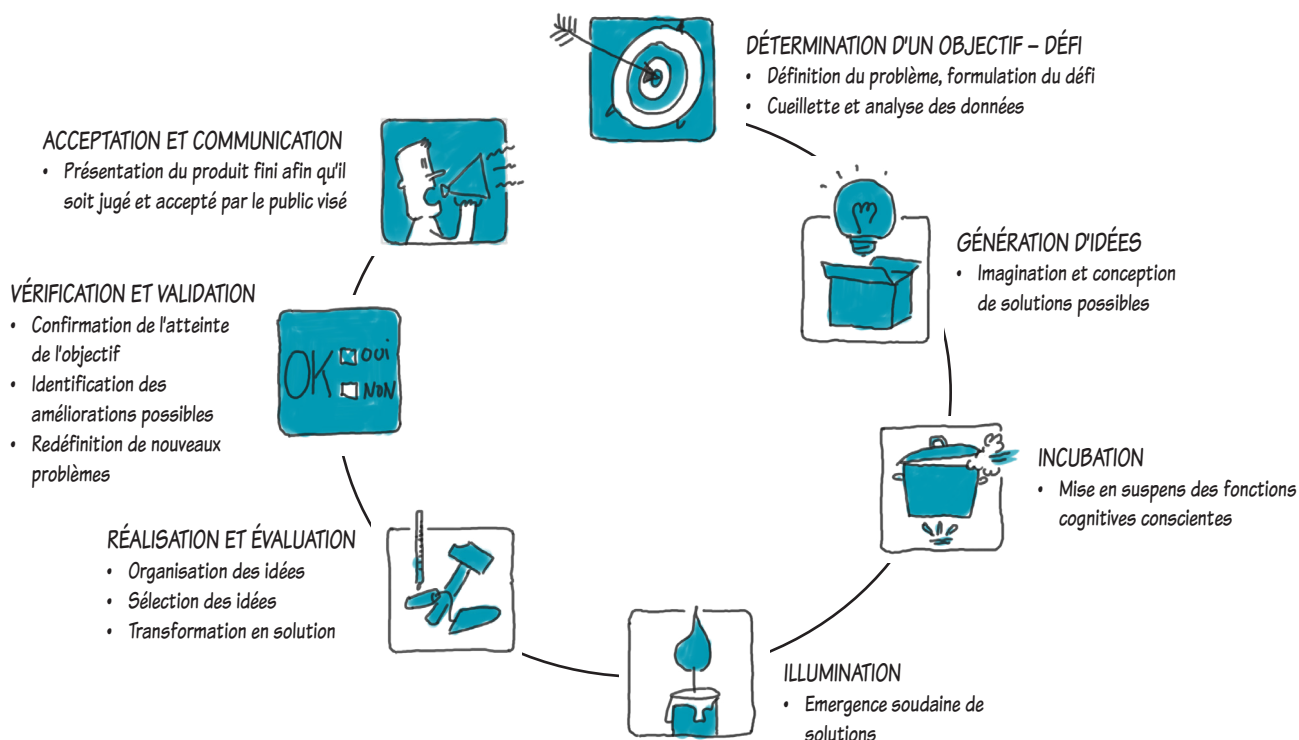 DÉTERMINATION D'UN OBJECTIF – DÉFI
• Définition du problème, formulation du défi
• Cueillette et analyse des données
GÉNÉRATION D'IDÉES
• Imagination et conception
de solutions possibles
INCUBATION
• Mise en suspens des fonctions
cognitives conscientes
ILLUMINATION
• Emergence soudaine de
solutions
RÉALISATION ET ÉVALUATION
• Organisation des idées
• Sélection des idées
• Transformation en solution
VÉRIFICATION ET VALIDATION
• Confirmation de l'atteinte
de l'objectif
• Identification des
améliorations possibles
• Redéfinition de nouveaux
problèmes
OK OUI
NON
ACCEPTATION ET COMMUNICATION
• Présentation du produit fini afin qu'il
soit jugé et accepté par le public visé